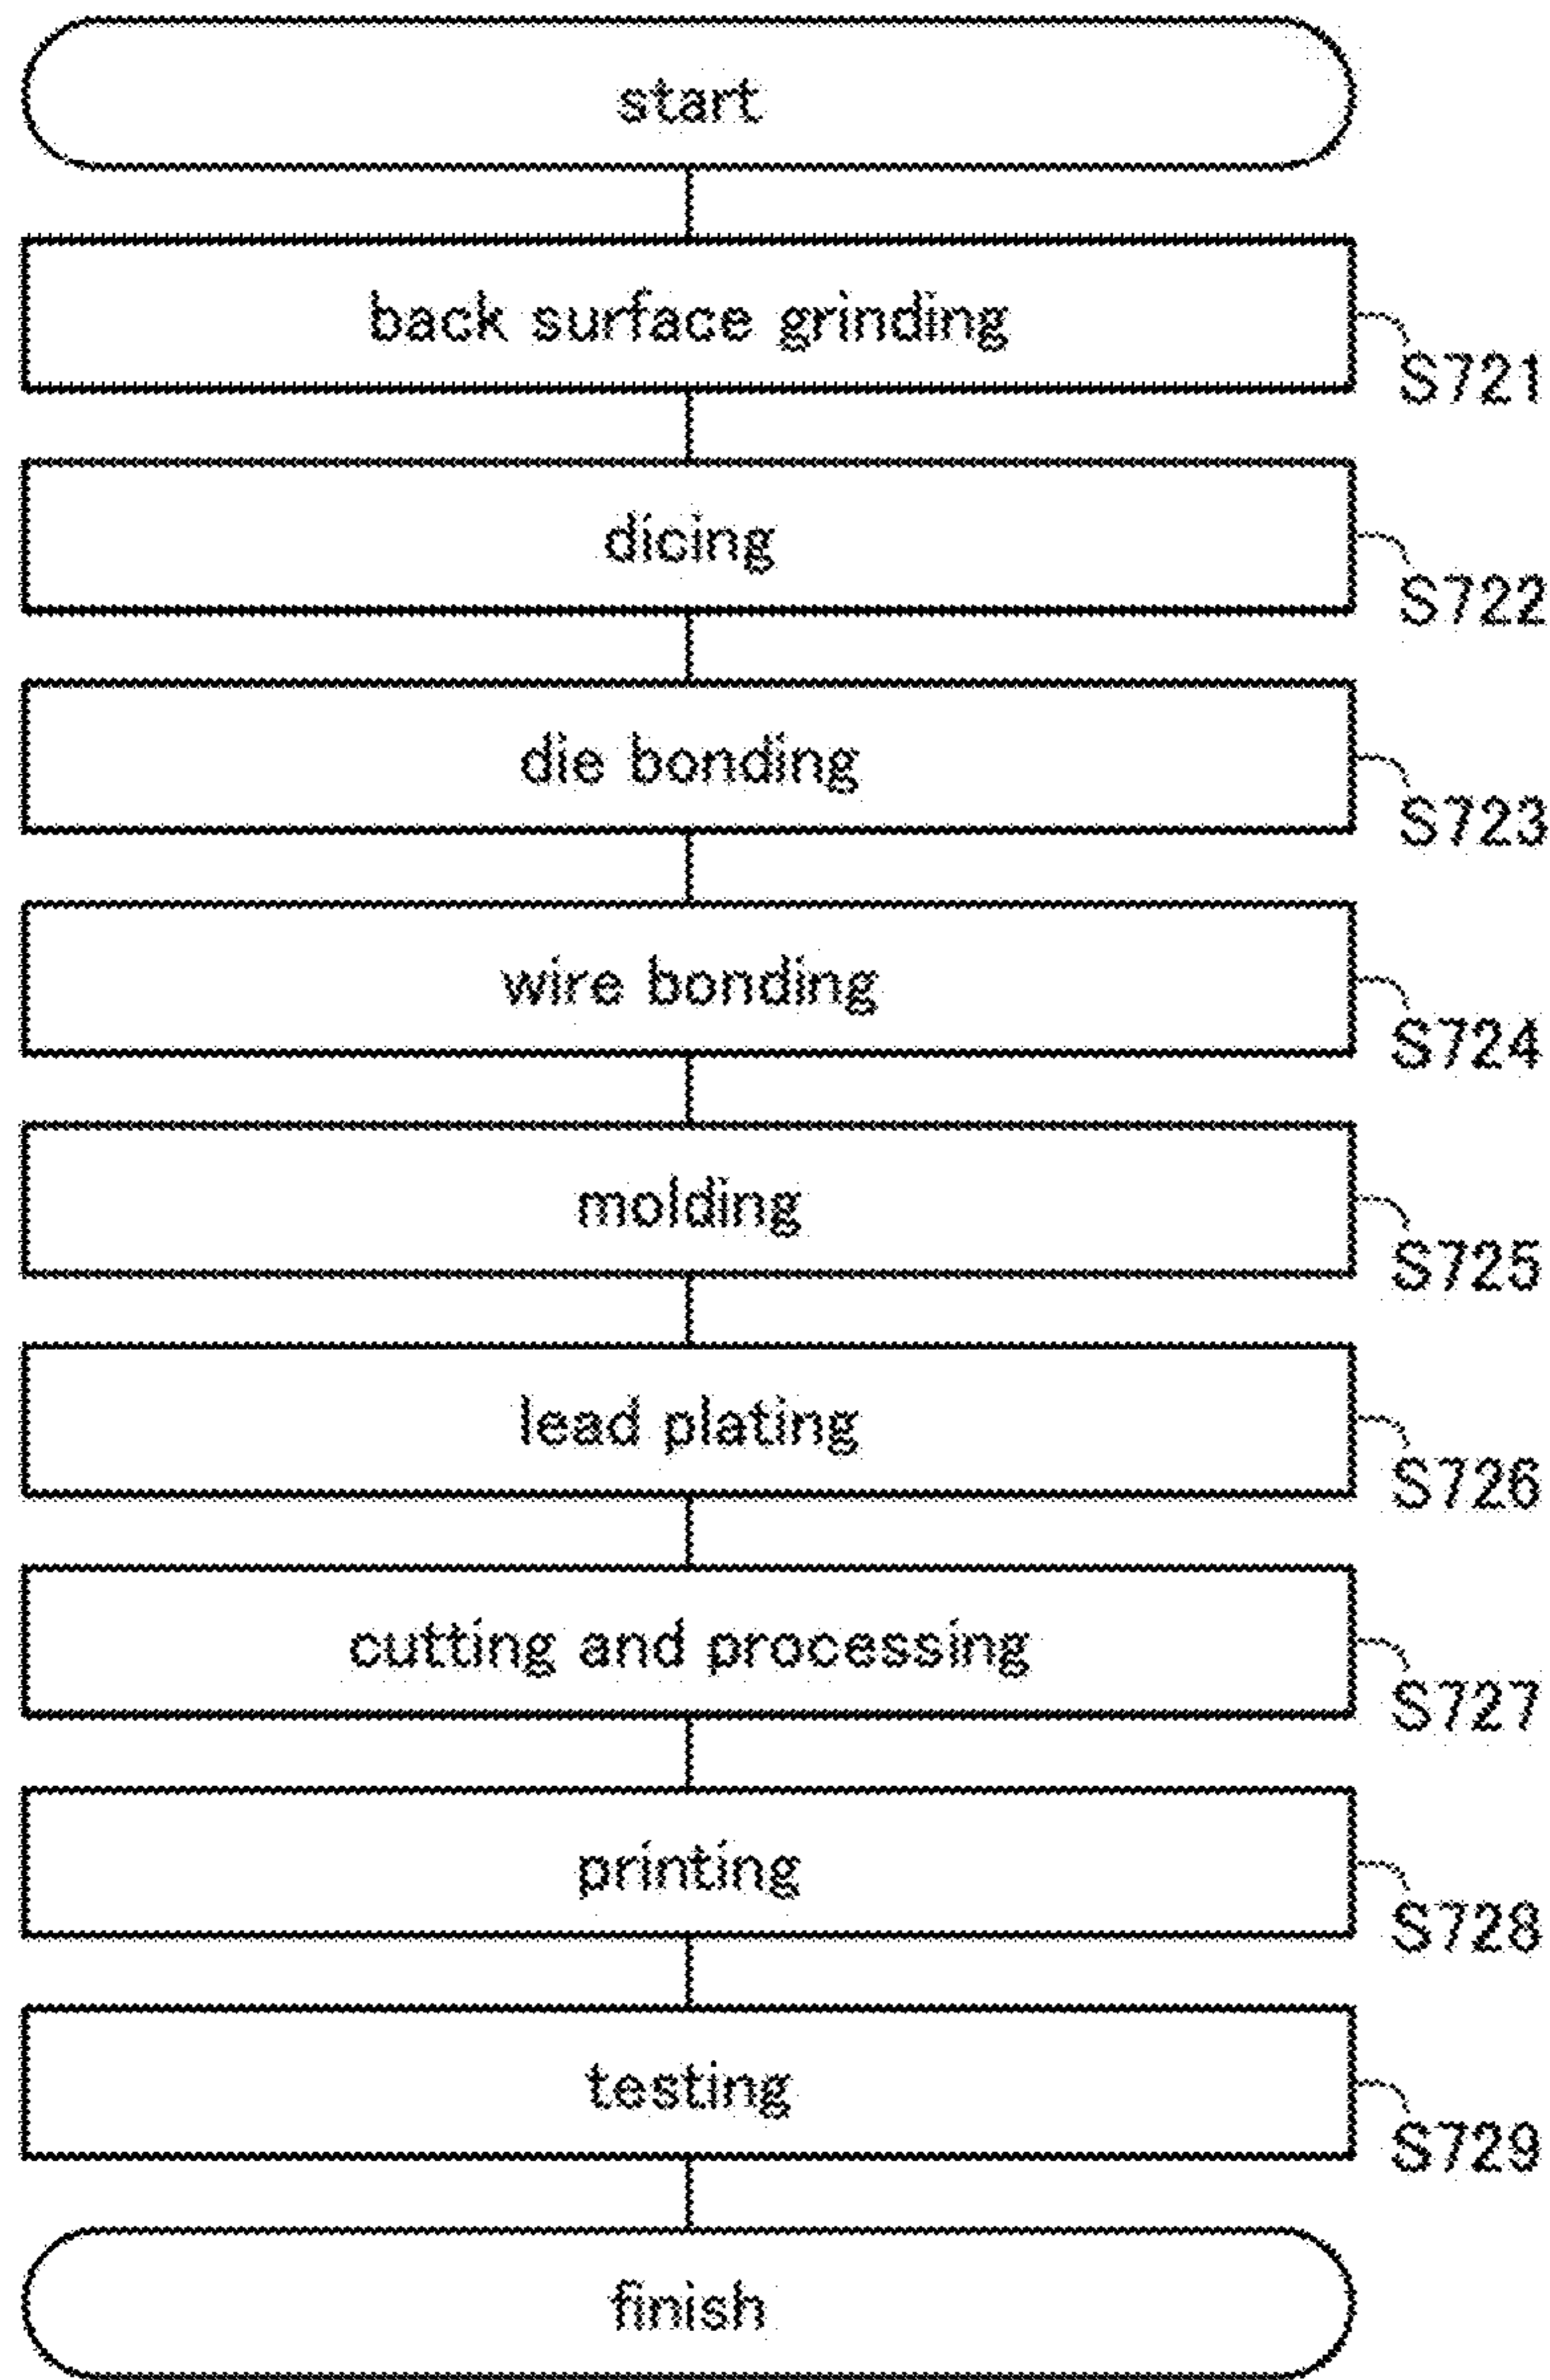 start
back surface grinding
S721
dicing
S722
die bonding
S723
wire bonding
S724
molding
S725
lead plating
S726
cutting and processing
S727
printing
S728
testing
S729
finish